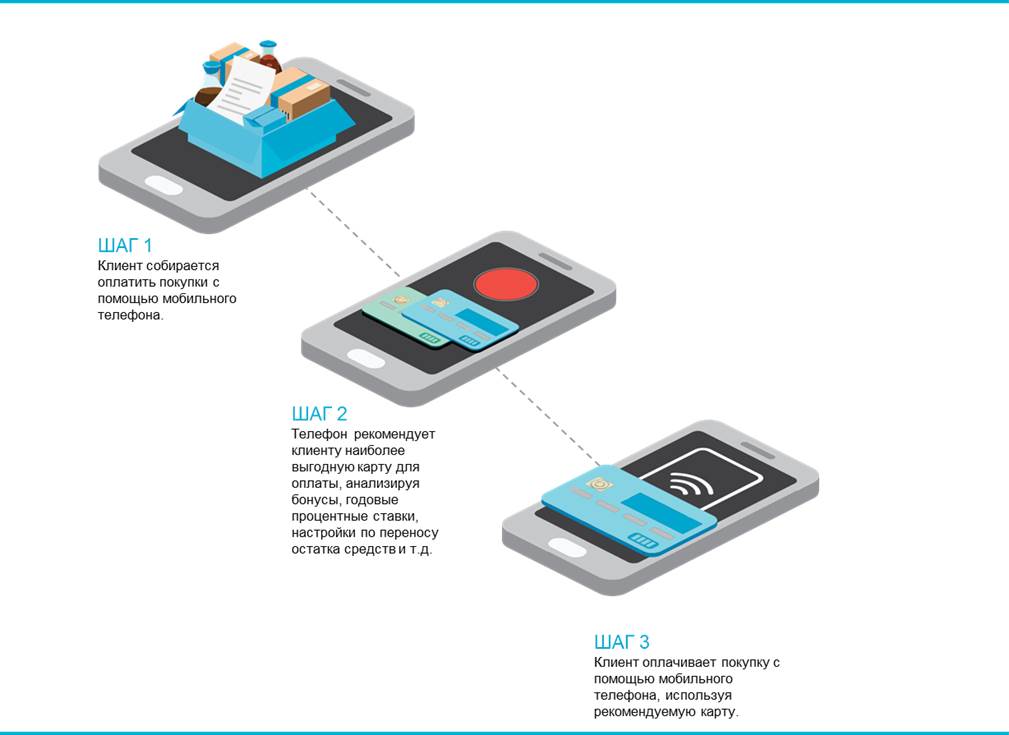 ШАГ 1
Клиент собирается
оплатить покупки с
помощью мобильного
телефона.
ШАГ 2
Телефон рекомендует
клиенту наиболее
выгодную карту для
оплаты, анализируя
бонусы, годовые
процентные ставки,
настройки по переносу
остатка средств и т.д.
ШАГ 3
Клиент оплачивает покупку с
помощью мобильного
телефона, используя
рекомендуемую карту.